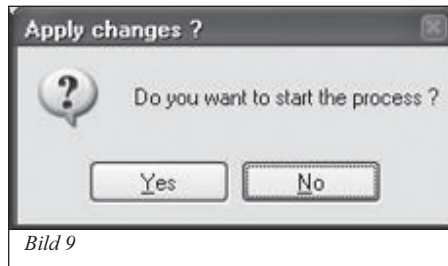 Apply changes ?
Do you want to start the process ?
Yes
No
Bild 9